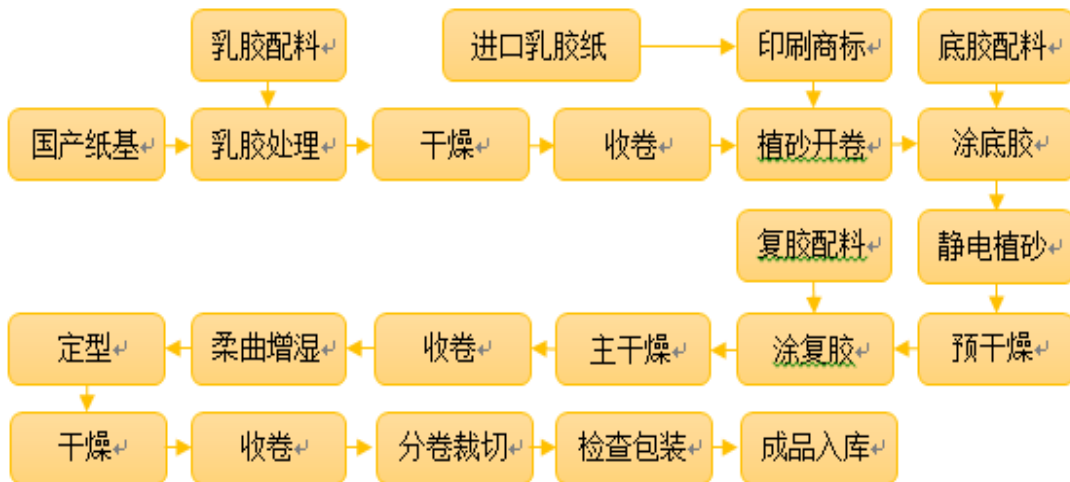 乳胶配料 进口乳胶纸 印刷商标 底胶配料
国产纸基 乳胶处理 干燥 收卷 植砂开卷 涂底胶
复胶配料 静电植砂
定型 柔曲增湿 收卷 主干燥 涂复胶 预干燥
干燥 收卷 分卷裁切 检查包装 成品入库